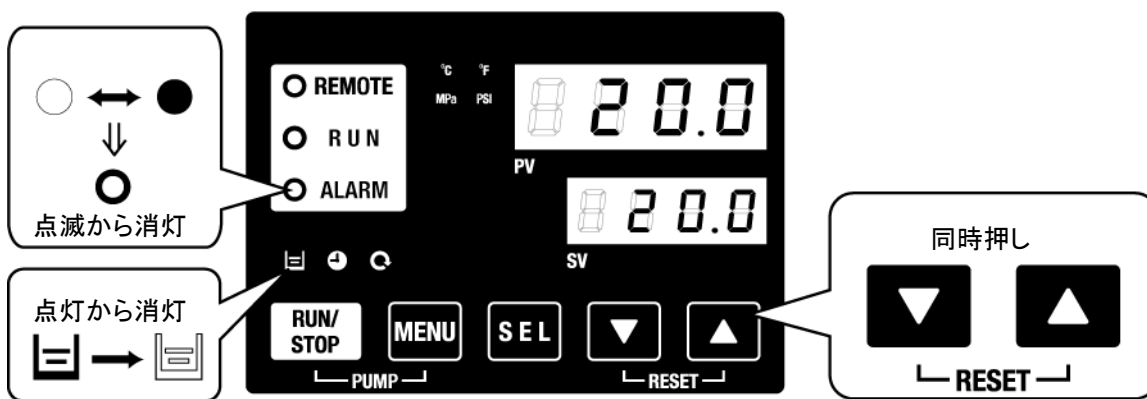 点滅から消灯
点灯から消灯
REMOTE
RUN
ALARM
°C °F
MPa PSI
20.0
PV
20.0
SV
RUN/
STOP
MENU
SEL
▼
▲
PUMP
RESET
同時押し
▼ ▲
RESET